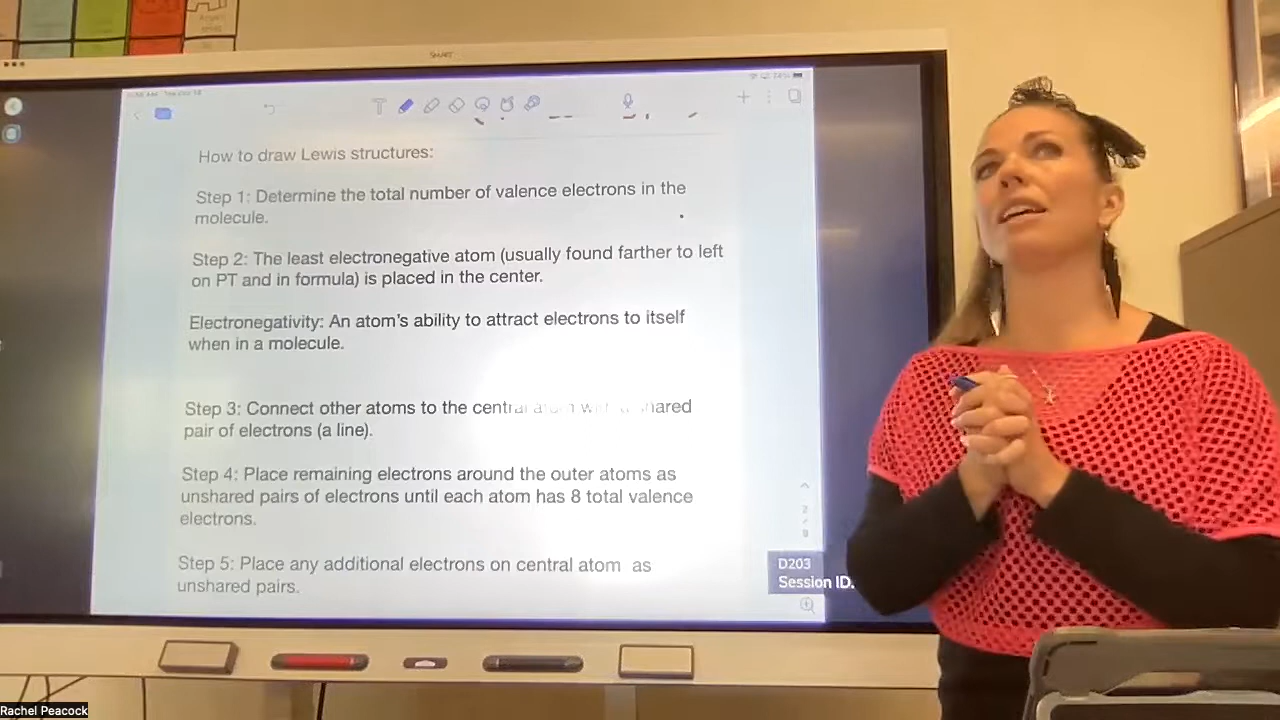 SMART
How to draw Lewis structures:
Step 1: Determine the total number of valence electrons in the
molecule.
Step 2: The least electronegative atom (usually found farther to left
on PT and in formula) is placed in the center.
Electronegativity: An atom's ability to attract electrons to itself
when in a molecule.
Step 3: Connect other atoms to the central atom with a shared
pair of electrons (a line).
Step 4: Place remaining electrons around the outer atoms as
unshared pairs of electrons until each atom has 8 total valence
electrons.
Step 5: Place any additional electrons on central atom as
unshared pairs.
2
/
9
D203
Session ID.
Rachel Peacock